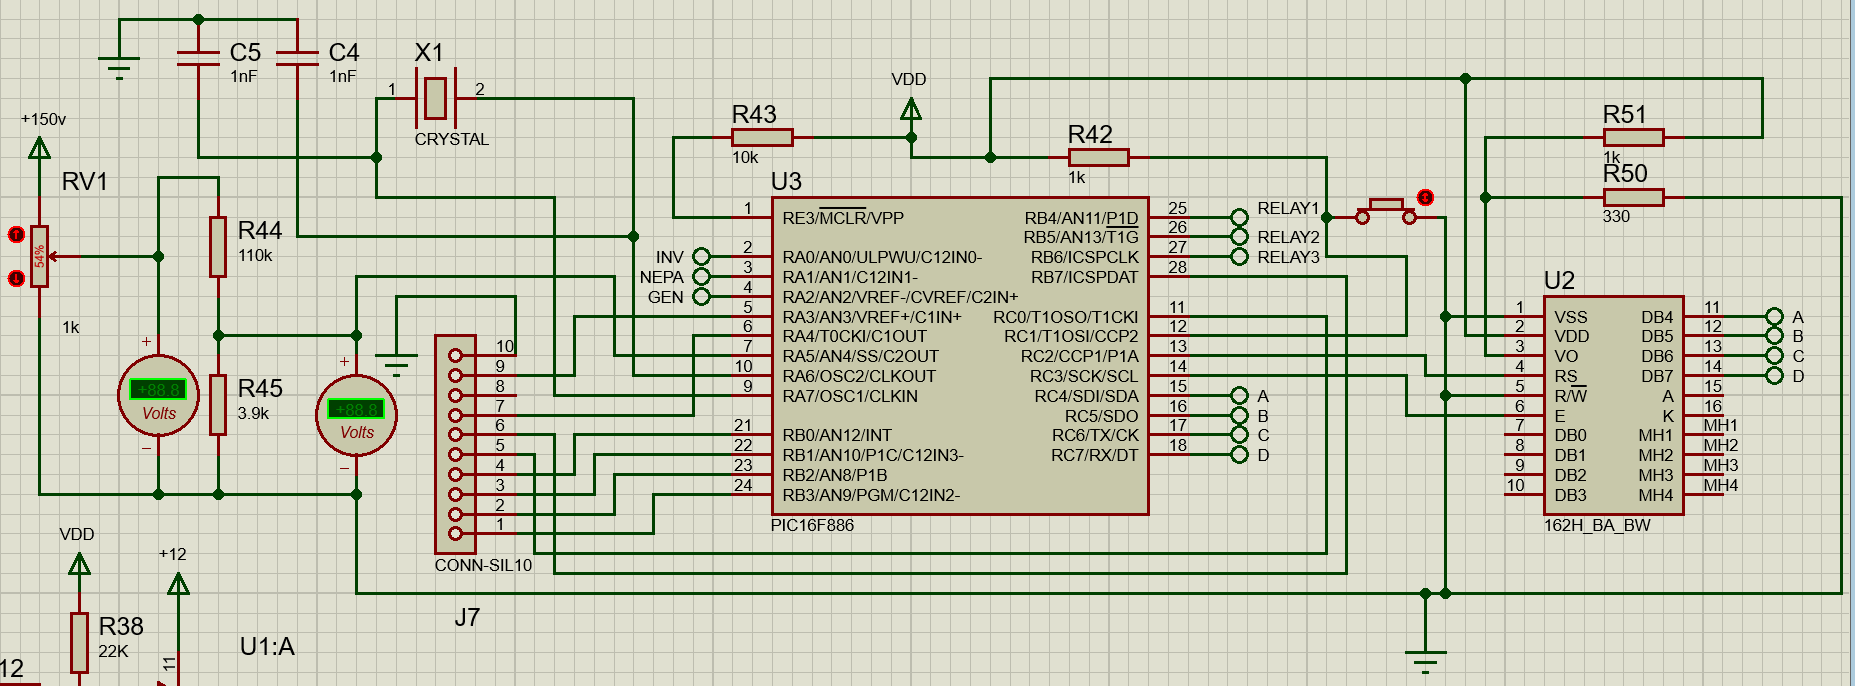 C5
1nF
C4
1nF
X1
1
2
CRYSTAL
+150v
RV1
54%
1k
R44
110k
R45
3.9k
+
+88.8
Volts
−
+
+88.8
Volts
−
VDD
R43
10k
R42
1k
R51
1k
R50
330
U3
1 RE3/MCLR/VPP
2 RA0/AN0/ULPWU/C12IN0-
3 RA1/AN1/C12IN1-
4 RA2/AN2/VREF-/CVREF/C2IN+
5 RA3/AN3/VREF+/C1IN+
6 RA4/T0CKI/C1OUT
7 RA5/AN4/SS/C2OUT
10 RA6/OSC2/CLKOUT
9 RA7/OSC1/CLKIN
21 RB0/AN12/INT
22 RB1/AN10/P1C/C12IN3-
23 RB2/AN8/P1B
24 RB3/AN9/PGM/C12IN2-
RB4/AN11/P1D 25
RB5/AN13/T1G 26
RB6/ICSPCLK 27
RB7/ICSPDAT 28
RC0/T1OSO/T1CKI 11
RC1/T1OSI/CCP2 12
RC2/CCP1/P1A 13
RC3/SCK/SCL 14
RC4/SDI/SDA 15
RC5/SDO 16
RC6/TX/CK 17
RC7/RX/DT 18
PIC16F886
INV
NEPA
GEN
RELAY1
RELAY2
RELAY3
A
B
C
D
10
9
8
7
6
5
4
3
2
1
CONN-SIL10
J7
U2
1 VSS
2 VDD
3 VO
4 RS
5 R/W
6 E
7 DB0
8 DB1
9 DB2
10 DB3
DB4 11
DB5 12
DB6 13
DB7 14
A 15
K 16
MH1 MH1
MH2 MH2
MH3 MH3
MH4 MH4
162H_BA_BW
A
B
C
D
VDD
+12
R38
22K
U1:A
11
12